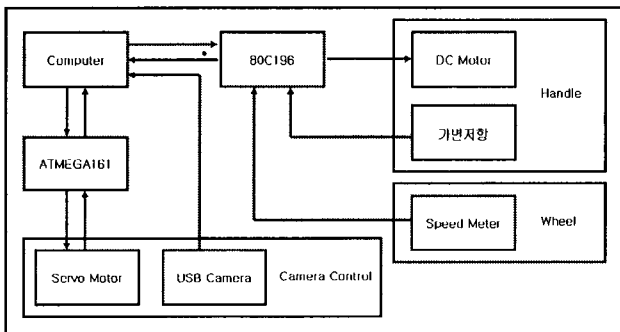 Computer
80C196
DC Motor
Handle
가변저항
ATMEGA161
Speed Meter
Wheel
Servo Motor
USB Camera
Camera Control